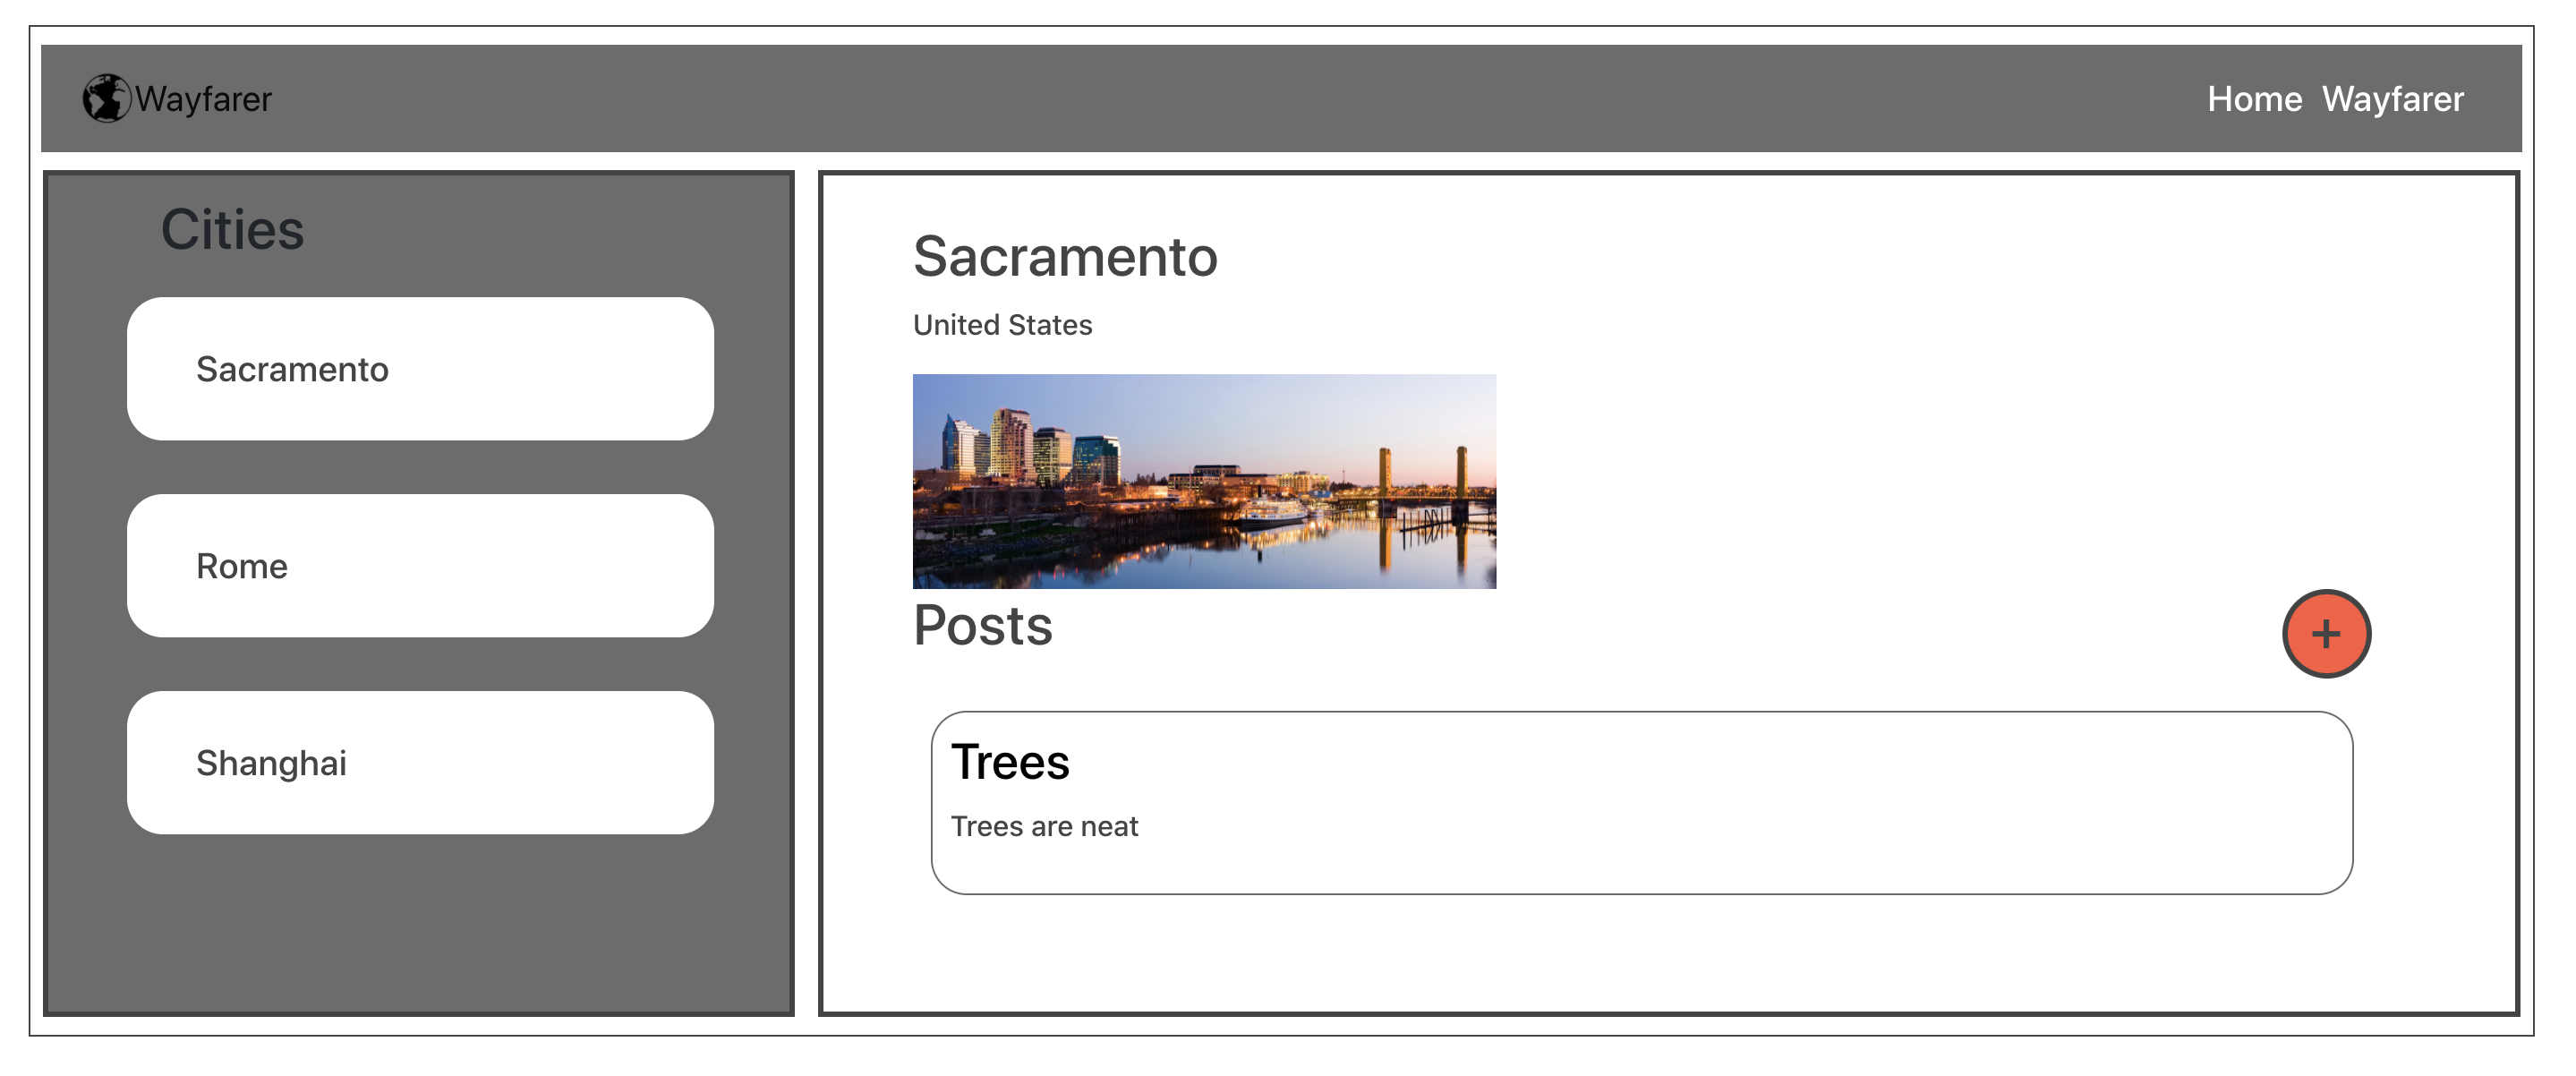 Wayfarer
Home Wayfarer
Cities
Sacramento
Rome
Shanghai
Sacramento
United States
Posts
+
Trees
Trees are neat